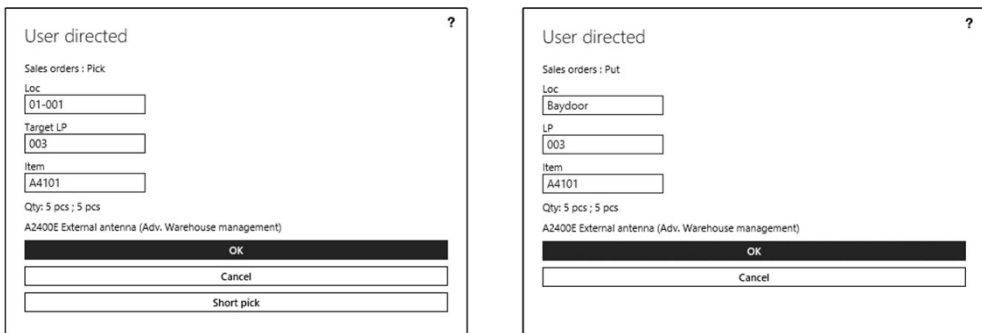 ?
User directed
Sales orders : Pick
Loc
01-001
Target LP
003
Item
A4101
Qty: 5 pcs ; 5 pcs
A2400E External antenna (Adv. Warehouse management)
OK
Cancel
Short pick
?
User directed
Sales orders : Put
Loc
Baydoor
LP
003
Item
A4101
Qty: 5 pcs ; 5 pcs
A2400E External antenna (Adv. Warehouse management)
OK
Cancel